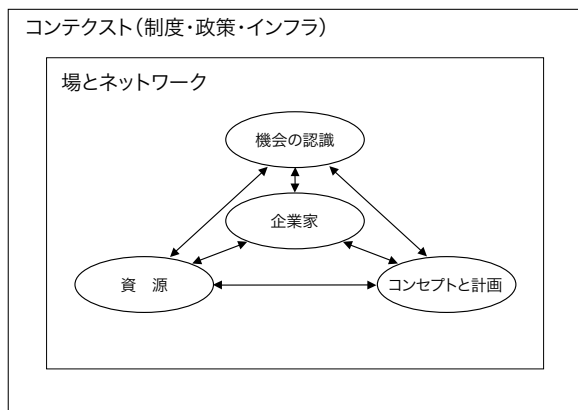 コンテクスト(制度・政策・インフラ)
場とネットワーク
機会の認識
企業家
資　源
コンセプトと計画